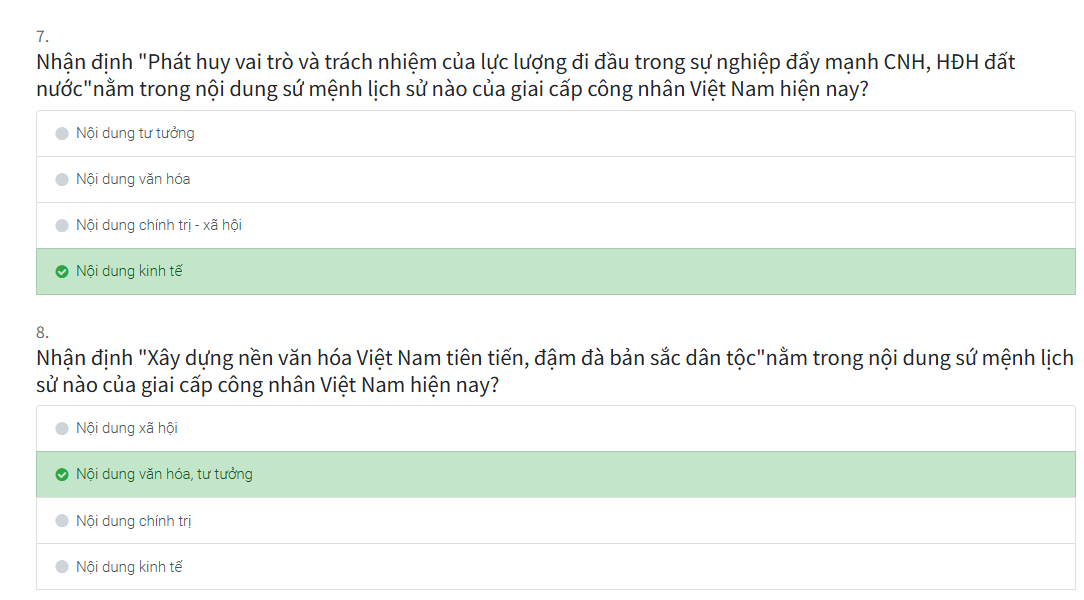 7.
Nhận định "Phát huy vai trò và trách nhiệm của lực lượng đi đầu trong sự nghiệp đẩy mạnh CNH, HĐH đất
nước"nằm trong nội dung sứ mệnh lịch sử nào của giai cấp công nhân Việt Nam hiện nay?
Nội dung tư tưởng
Nội dung văn hóa
Nội dung chính trị - xã hội
Nội dung kinh tế
8.
Nhận định "Xây dựng nền văn hóa Việt Nam tiên tiến, đậm đà bản sắc dân tộc"nằm trong nội dung sứ mệnh lịch
sử nào của giai cấp công nhân Việt Nam hiện nay?
Nội dung xã hội
Nội dung văn hóa, tư tưởng
Nội dung chính trị
Nội dung kinh tế